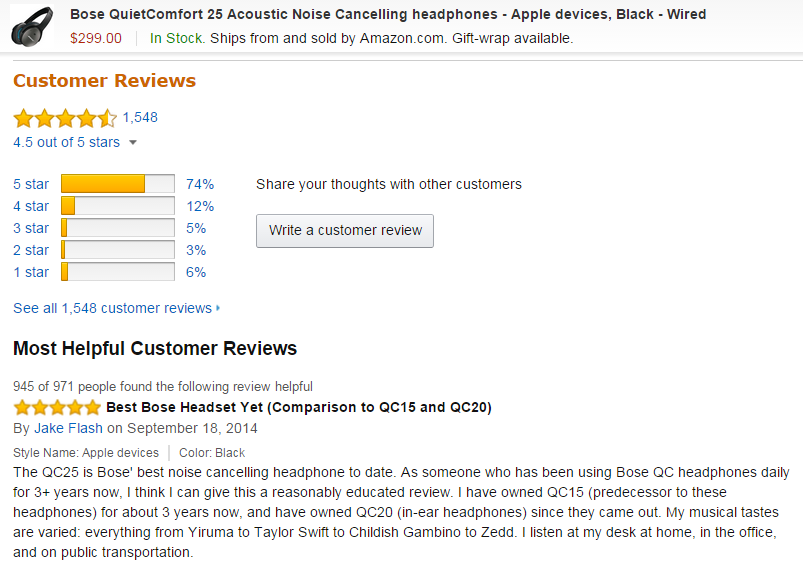 Bose QuietComfort 25 Acoustic Noise Cancelling headphones - Apple devices, Black - Wired
$299.00 In Stock. Ships from and sold by Amazon.com. Gift-wrap available.
Customer Reviews
1,548
4.5 out of 5 stars
5 star 74%
4 star 12%
3 star 5%
2 star 3%
1 star 6%
Share your thoughts with other customers
Write a customer review
See all 1,548 customer reviews
Most Helpful Customer Reviews
945 of 971 people found the following review helpful
Best Bose Headset Yet (Comparison to QC15 and QC20)
By Jake Flash on September 18, 2014
Style Name: Apple devices Color: Black
The QC25 is Bose' best noise cancelling headphone to date. As someone who has been using Bose QC headphones daily
for 3+ years now, I think I can give this a reasonably educated review. I have owned QC15 (predecessor to these
headphones) for about 3 years now, and have owned QC20 (in-ear headphones) since they came out. My musical tastes
are varied: everything from Yiruma to Taylor Swift to Childish Gambino to Zedd. I listen at my desk at home, in the office,
and on public transportation.